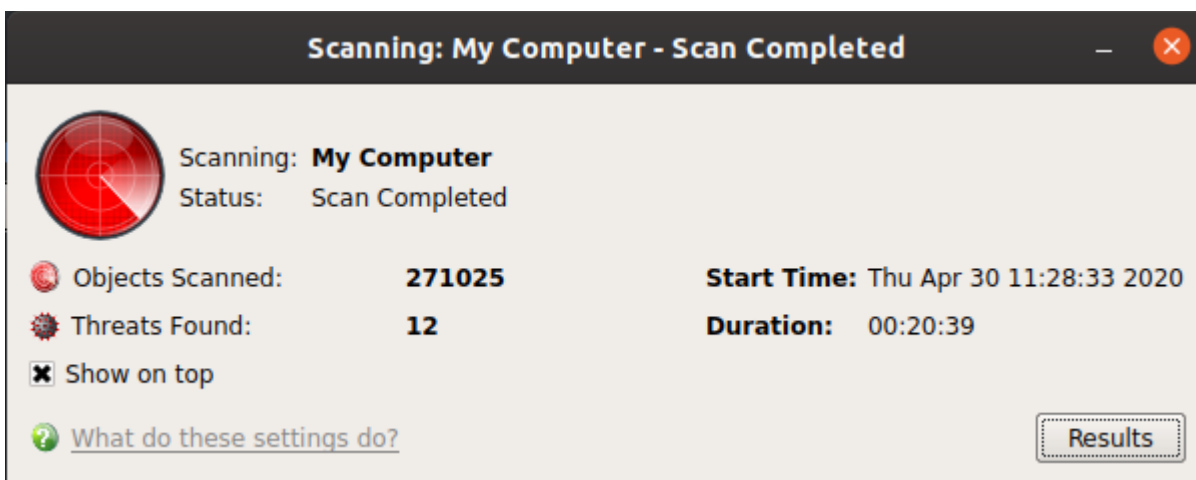 Scanning: My Computer - Scan Completed
Scanning: My Computer
Status: Scan Completed
Objects Scanned: 271025 Start Time: Thu Apr 30 11:28:33 2020
Threats Found: 12 Duration: 00:20:39
Show on top
What do these settings do? Results